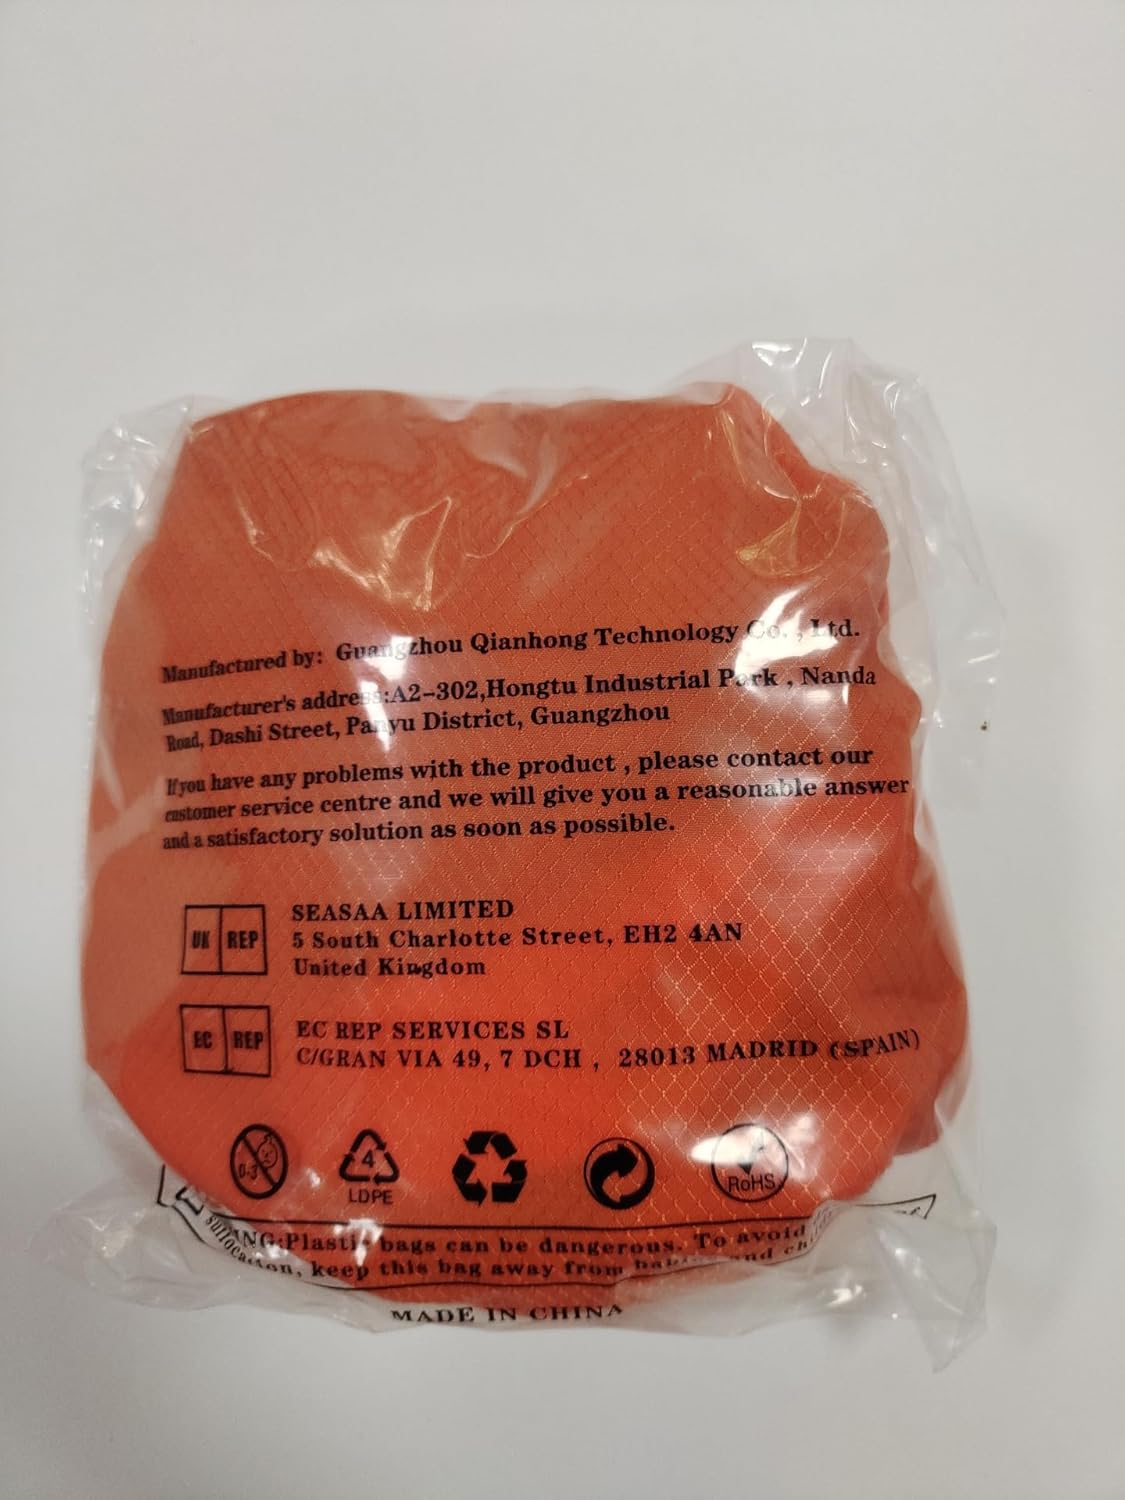 Manufactured by: Guangzhou Qianhong Technology Co. , Ltd.
Manufacturer's address:A2-302,Hongtu Industrial Park , Nanda
Road, Dashi Street, Panyu District, Guangzhou
If you have any problems with the product , please contact our
customer service centre and we will give you a reasonable answer
and a satisfactory solution as soon as possible.
UK REP
SEASAA LIMITED
5 South Charlotte Street, EH2 4AN
United Kingdom
EC REP
EC REP SERVICES SL
C/GRAN VIA 49, 7 DCH , 28013 MADRID (SPAIN)
0-3
4
LDPE
RoHS
Plastic bags can be dangerous. To avoid
suffocation, keep this bag away from
MADE IN CHINA